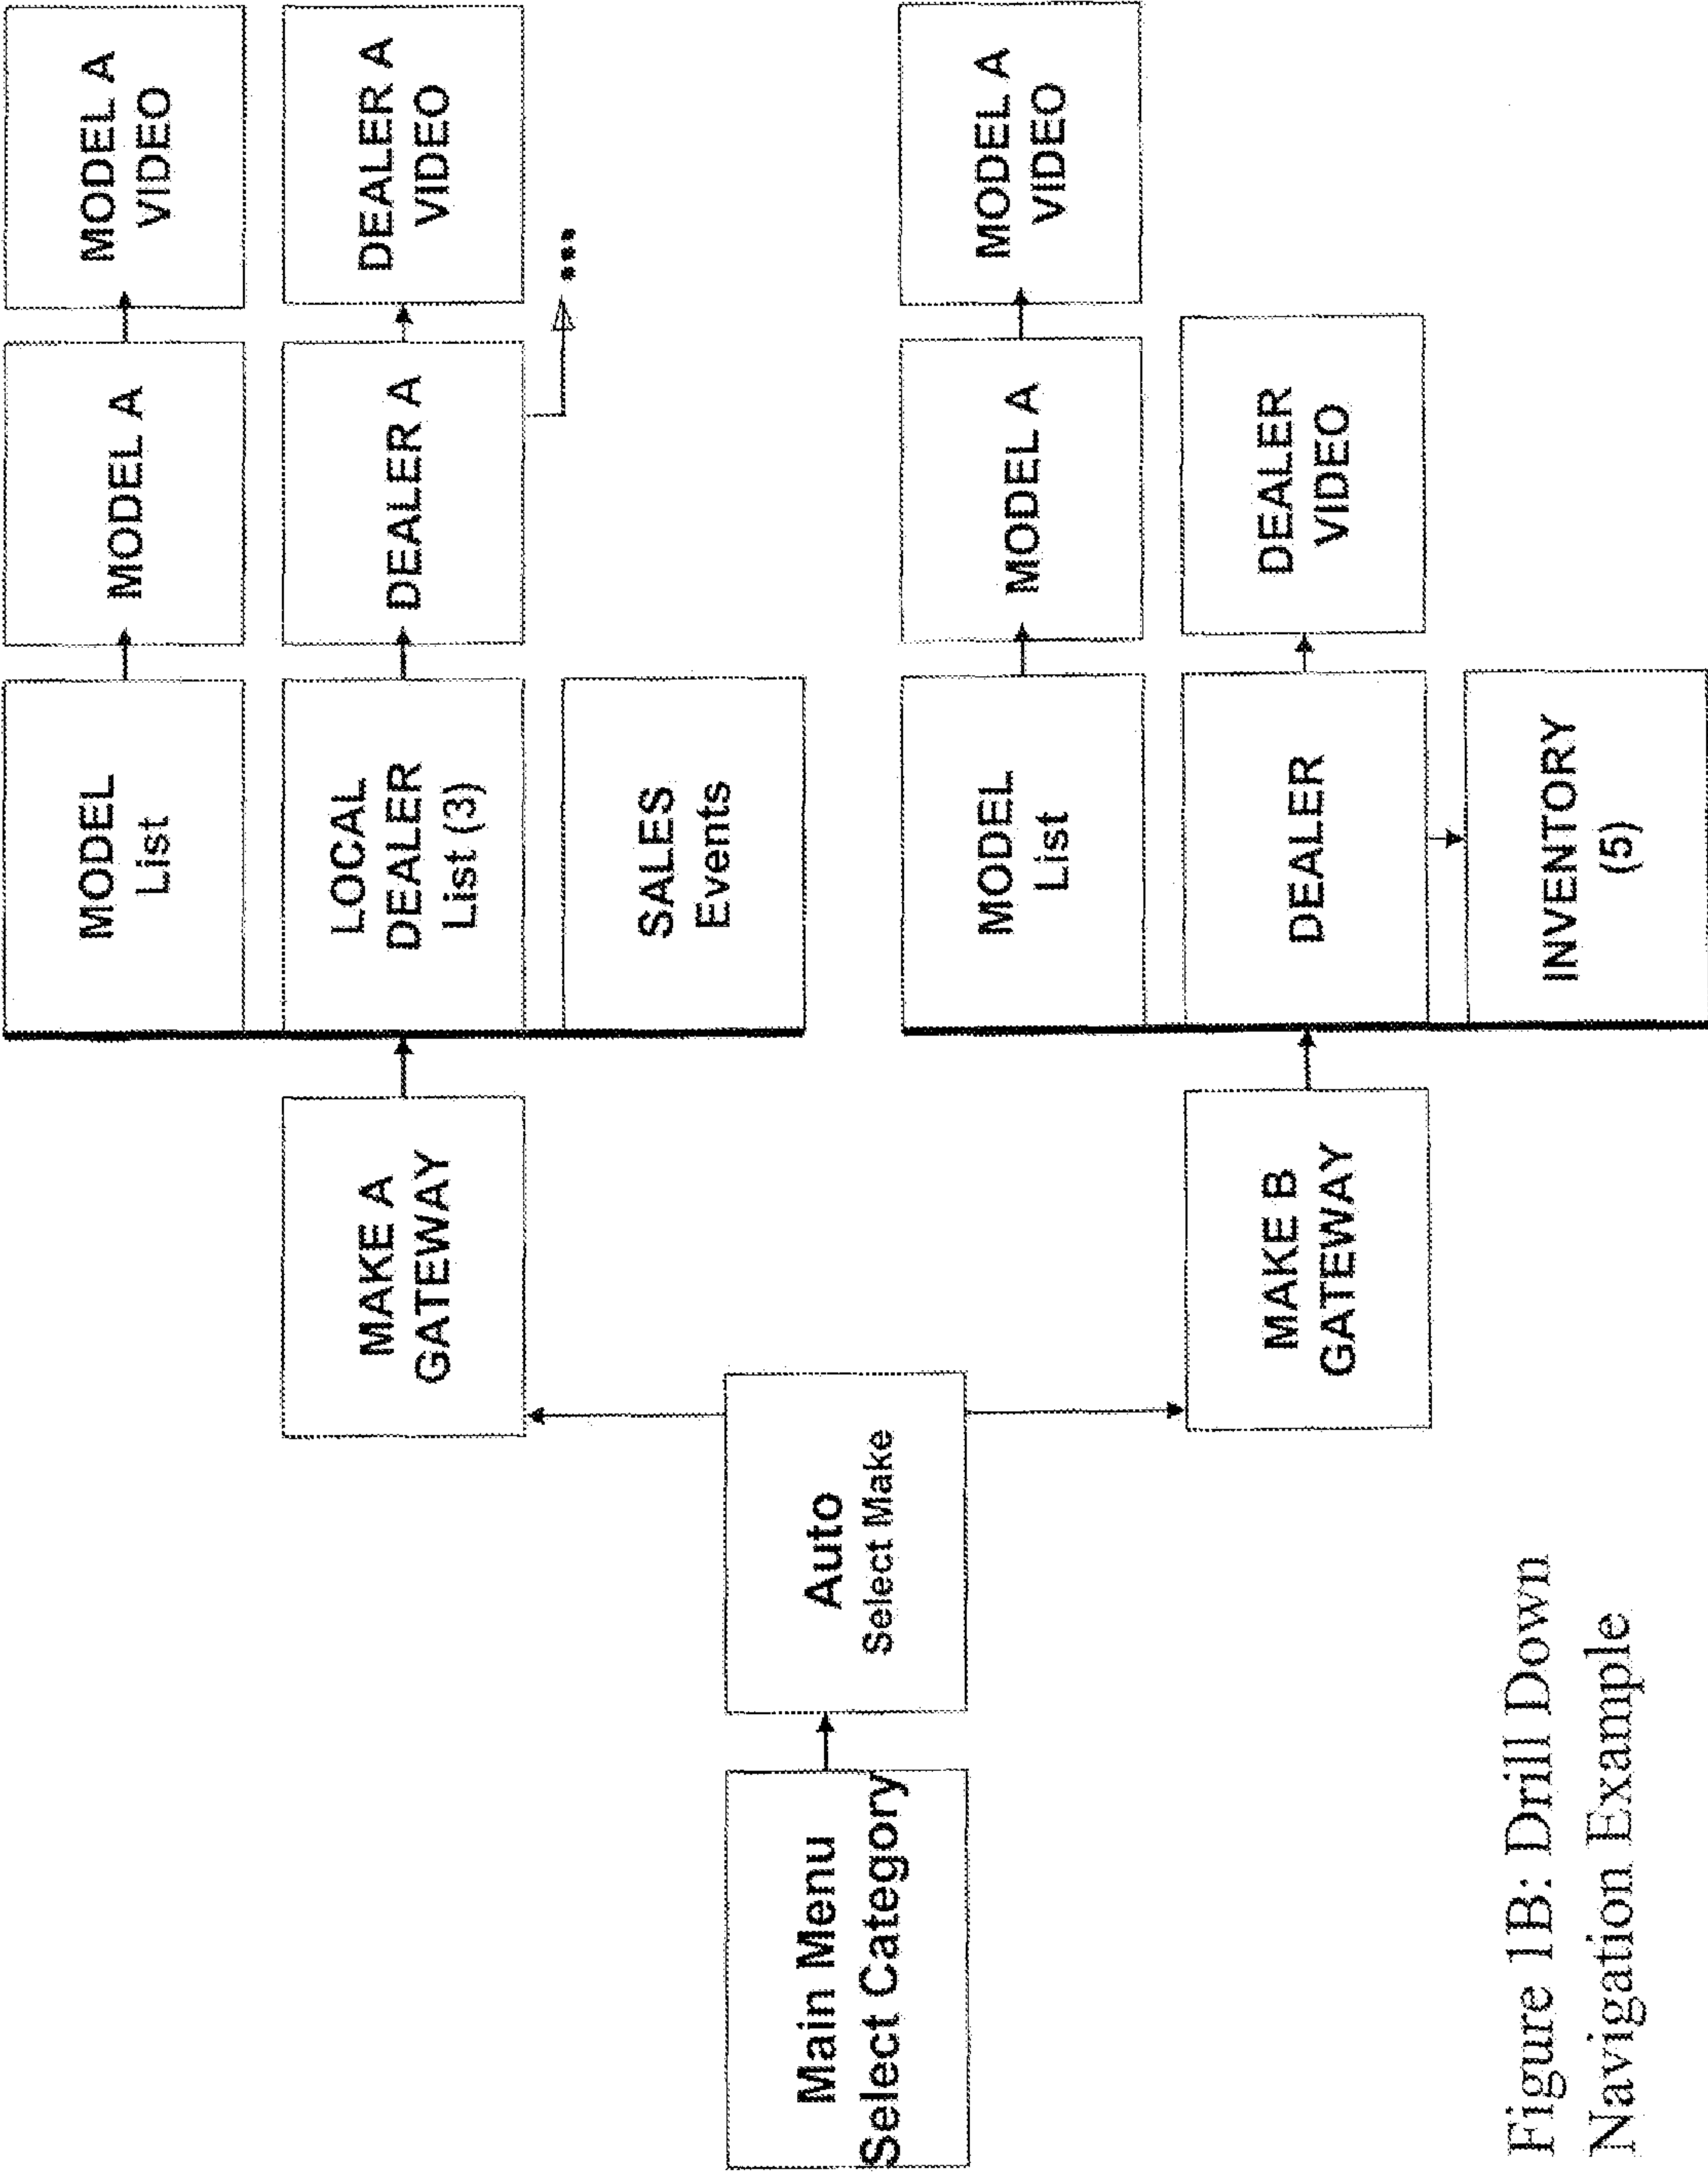 Main Menu
Select Category
Auto
Select Make
MAKE A
GATEWAY
MODEL
List
MODEL A
MODEL A
VIDEO
LOCAL
DEALER
List (3)
DEALER A
DEALER A
VIDEO
...
SALES
Events
MAKE B
GATEWAY
MODEL
List
MODEL A
MODEL A
VIDEO
DEALER
DEALER
VIDEO
INVENTORY
(5)
Figure 1B: Drill Down
Navigation Example